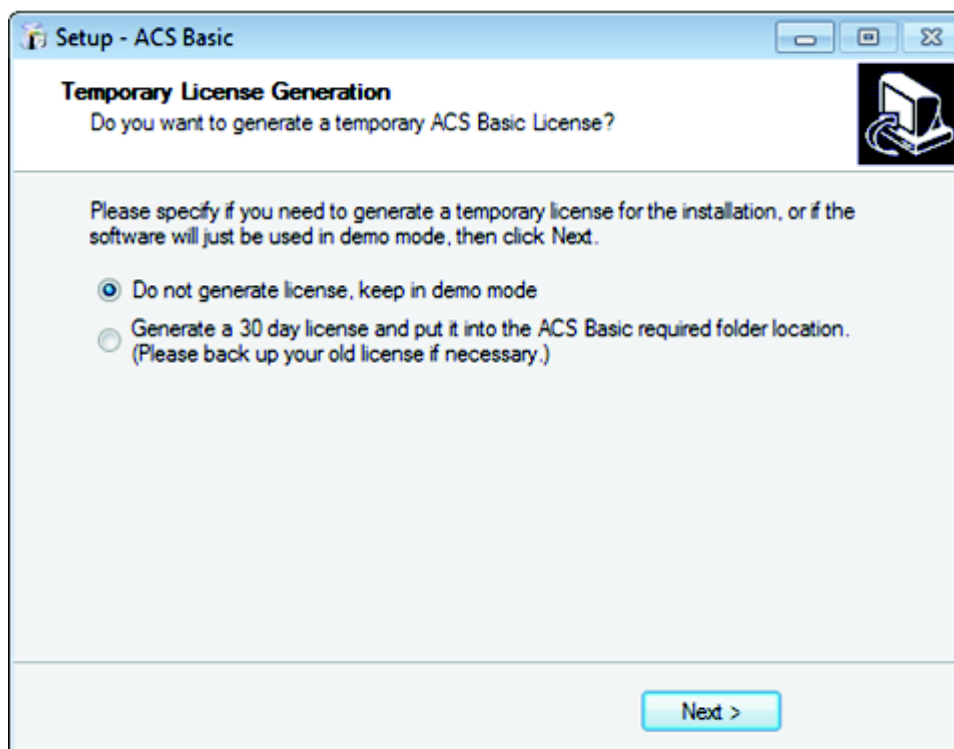 Setup - ACS Basic
Temporary License Generation
Do you want to generate a temporary ACS Basic License?
Please specify if you need to generate a temporary license for the installation, or if the
software will just be used in demo mode, then click Next.
Do not generate license, keep in demo mode
Generate a 30 day license and put it into the ACS Basic required folder location.
(Please back up your old license if necessary.)
Next >